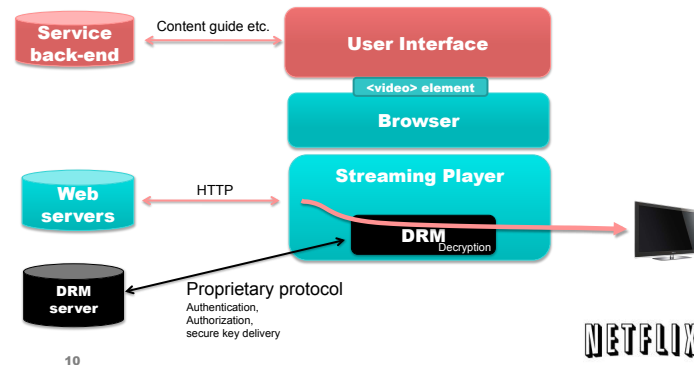 Service
back-end
Content guide etc.
User Interface
<video> element
Browser
Streaming Player
Web
servers
HTTP
DRM
Decryption
DRM
server
Proprietary protocol
Authentication,
Authorization,
secure key delivery
10
NETFLIX